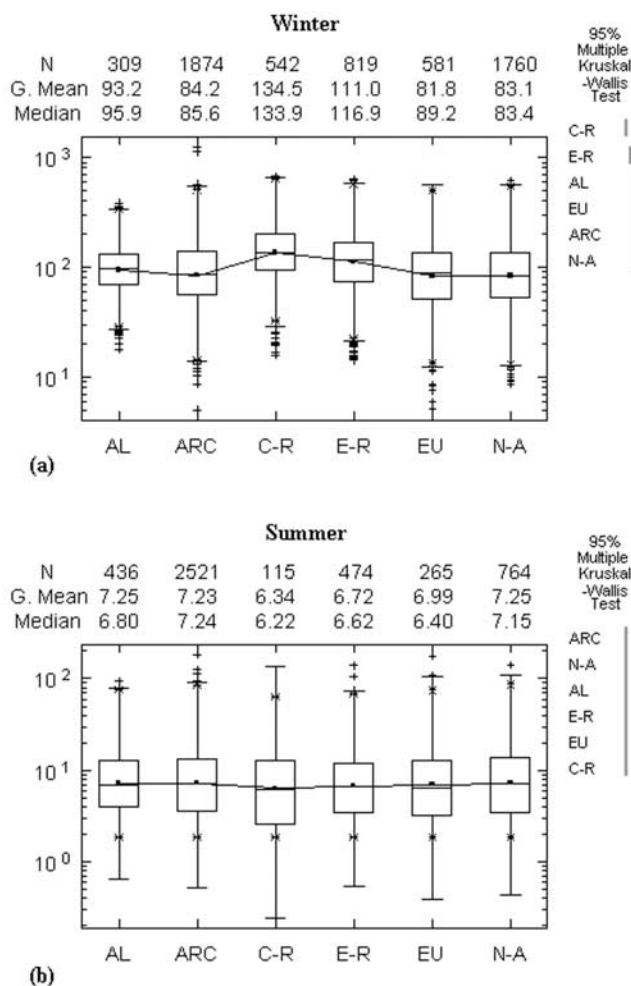 Winter
95%
Multiple
Kruskal
-Wallis
Test
N 309 1874 542 819 581 1760
G. Mean 93.2 84.2 134.5 111.0 81.8 83.1
Median 95.9 85.6 133.9 116.9 89.2 83.4
C-R
E-R
AL
EU
ARC
N-A
10³
10²
10¹
AL ARC C-R E-R EU N-A
(a)
Summer
95%
Multiple
Kruskal
-Wallis
Test
N 436 2521 115 474 265 764
G. Mean 7.25 7.23 6.34 6.72 6.99 7.25
Median 6.80 7.24 6.22 6.62 6.40 7.15
ARC
N-A
AL
E-R
EU
C-R
10²
10¹
10⁰
AL ARC C-R E-R EU N-A
(b)